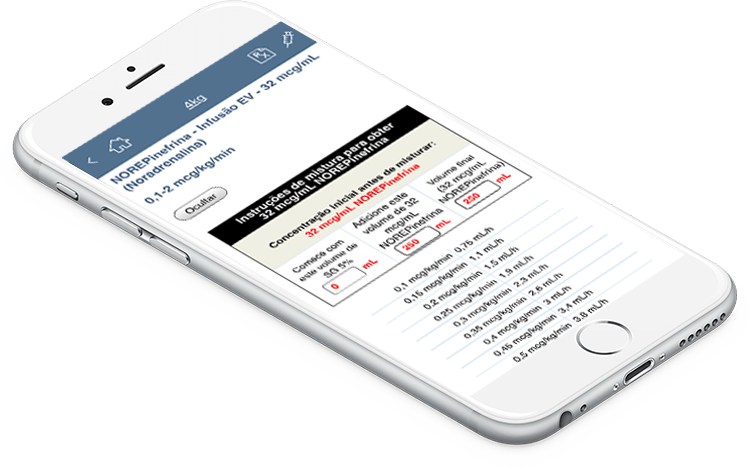 4kg
NOREPinefrina - Infusão EV - 32 mcg/mL
(Noradrenalina)
0,1-2 mcg/kg/min
Ocultar
Instruções de mistura para obter
32 mcg/mL NOREPinefrina
Concentração inicial antes de misturar:
32 mcg/mL NOREPinefrina
Comece com
este volume de
SG 5%
0 mL
Adicione este
volume de 32
mcg/mL
NOREPinefrina
250 mL
Volume final
(32 mcg/mL
NOREPinefrina)
250 mL
0,1 mcg/kg/min 0,75 mL/h
0,15 mcg/kg/min 1,1 mL/h
0,2 mcg/kg/min 1,5 mL/h
0,25 mcg/kg/min 1,9 mL/h
0,3 mcg/kg/min 2,3 mL/h
0,35 mcg/kg/min 2,6 mL/h
0,4 mcg/kg/min 3 mL/h
0,45 mcg/kg/min 3,4 mL/h
0,5 mcg/kg/min 3,8 mL/h